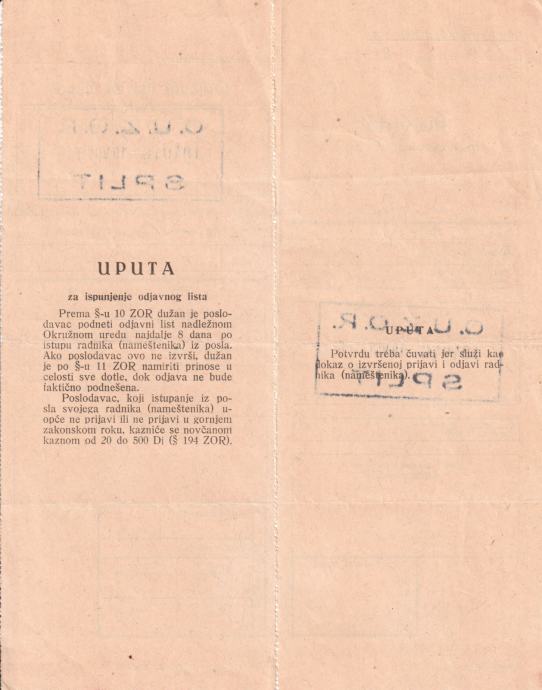 UPUTA
za ispunjenje odjavnog lista
Prema §-u 10 ZOR dužan je poslo-
davac podneti odjavni list nadležnom
Okružnom uredu najdalje 8 dana po
istupu radnika (nameštenika) iz posla.
Ako poslodavac ovo ne izvrši, dužan
je po §-u 11 ZOR namiriti prinose u
celosti sve dotle, dok odjava ne bude
faktično podnešena.
Poslodavac, koji istupanje iz po-
sla svojega radnika (nameštenika) u-
opče ne prijavi ili ne prijavi u gornjem
zakonskom roku, kazniće se novčanom
kaznom od 20 do 500 Di (§ 194 ZOR).
O.U.Z.O.R.
SPLIT
UPUTA
Potvrdu treba čuvati jer služi kao
dokaz o izvršenoj prijavi i odjavi rad-
nika (nameštenika).
O.U.Z.O.R.
SPLIT